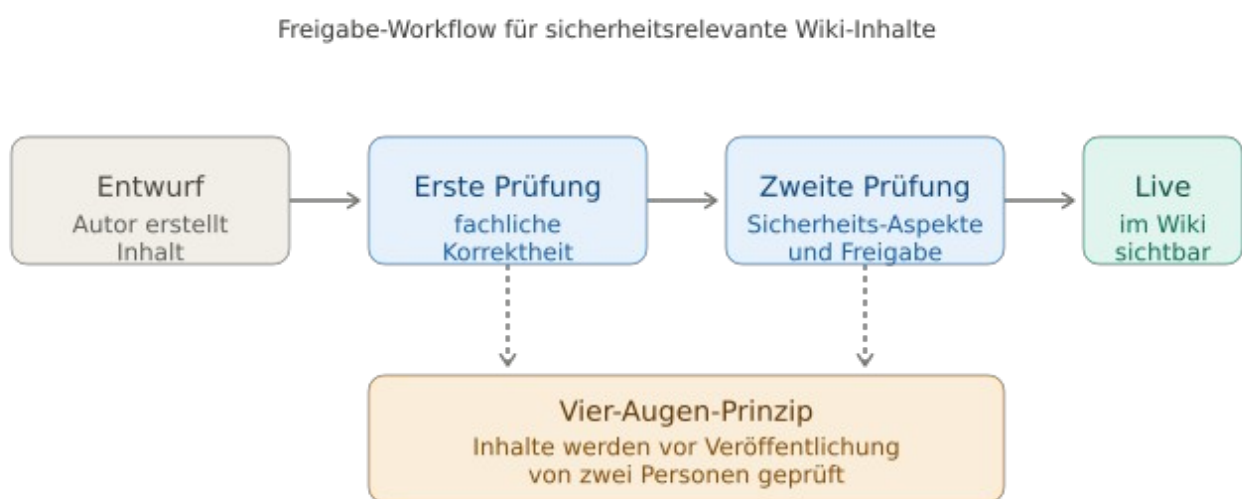 Freigabe-Workflow für sicherheitsrelevante Wiki-Inhalte
Entwurf
Autor erstellt
Inhalt
Erste Prüfung
fachliche
Korrektheit
Zweite Prüfung
Sicherheits-Aspekte
und Freigabe
Live
im Wiki
sichtbar
Vier-Augen-Prinzip
Inhalte werden vor Veröffentlichung
von zwei Personen geprüft